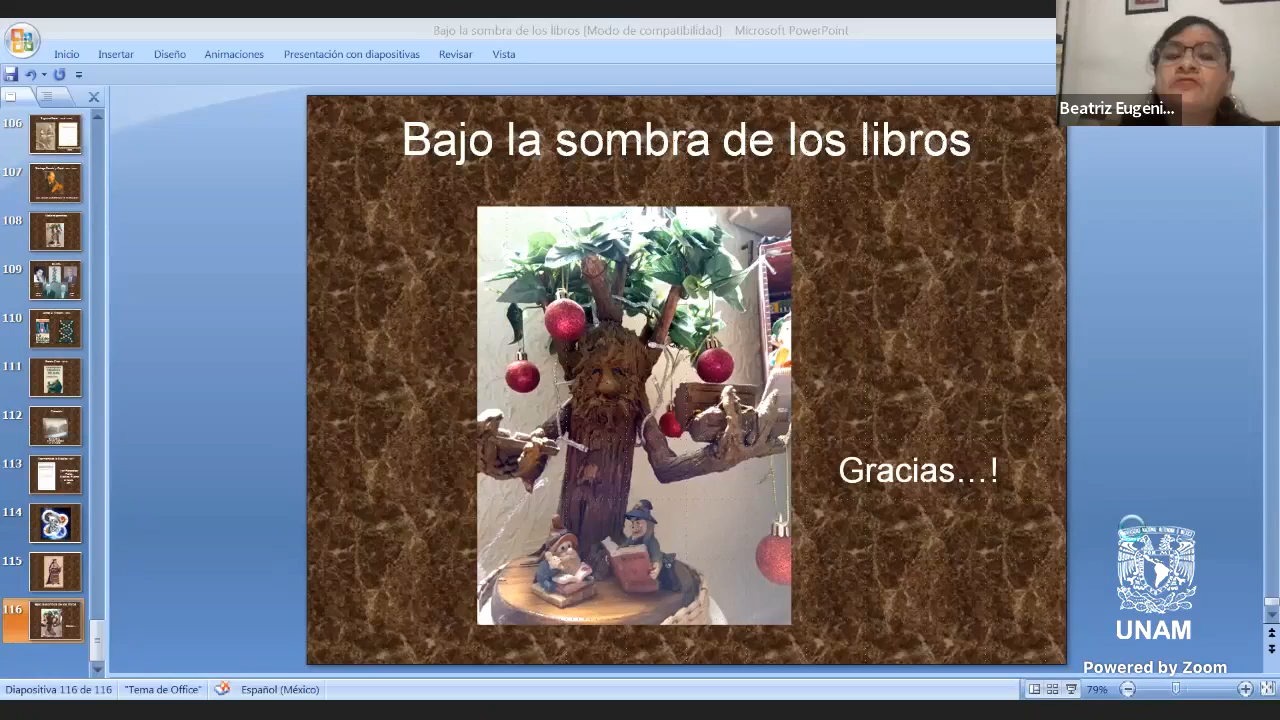 Bajo la sombra de los libros [Modo de compatibilidad] Microsoft PowerPoint
Inicio Insertar Diseño Animaciones Presentación con diapositivas Revisar Vista
Beatriz Eugeni...
Bajo la sombra de los libros
Gracias...!
106
107
108
109
110
111
112
113
114
115
116
UNAM
Powered by Zoom
Diapositiva 116 de 116 "Tema de Office" Español (México) 79%